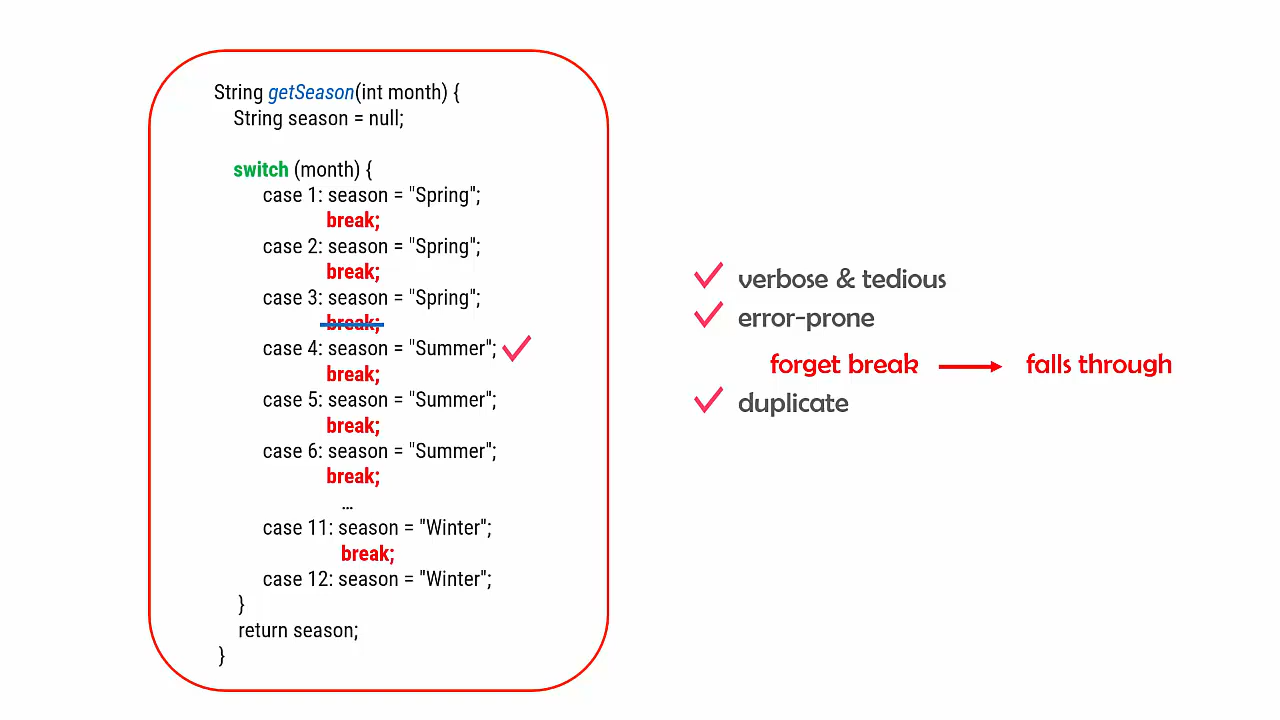 String getSeason(int month) {
String season = null;
switch (month) {
case 1: season = "Spring";
break;
case 2: season = "Spring";
break;
case 3: season = "Spring";
break;
case 4: season = "Summer";
break;
case 5: season = "Summer";
break;
case 6: season = "Summer";
break;
...
case 11: season = "Winter";
break;
case 12: season = "Winter";
}
return season;
}
verbose & tedious
error-prone
forget break falls through
duplicate